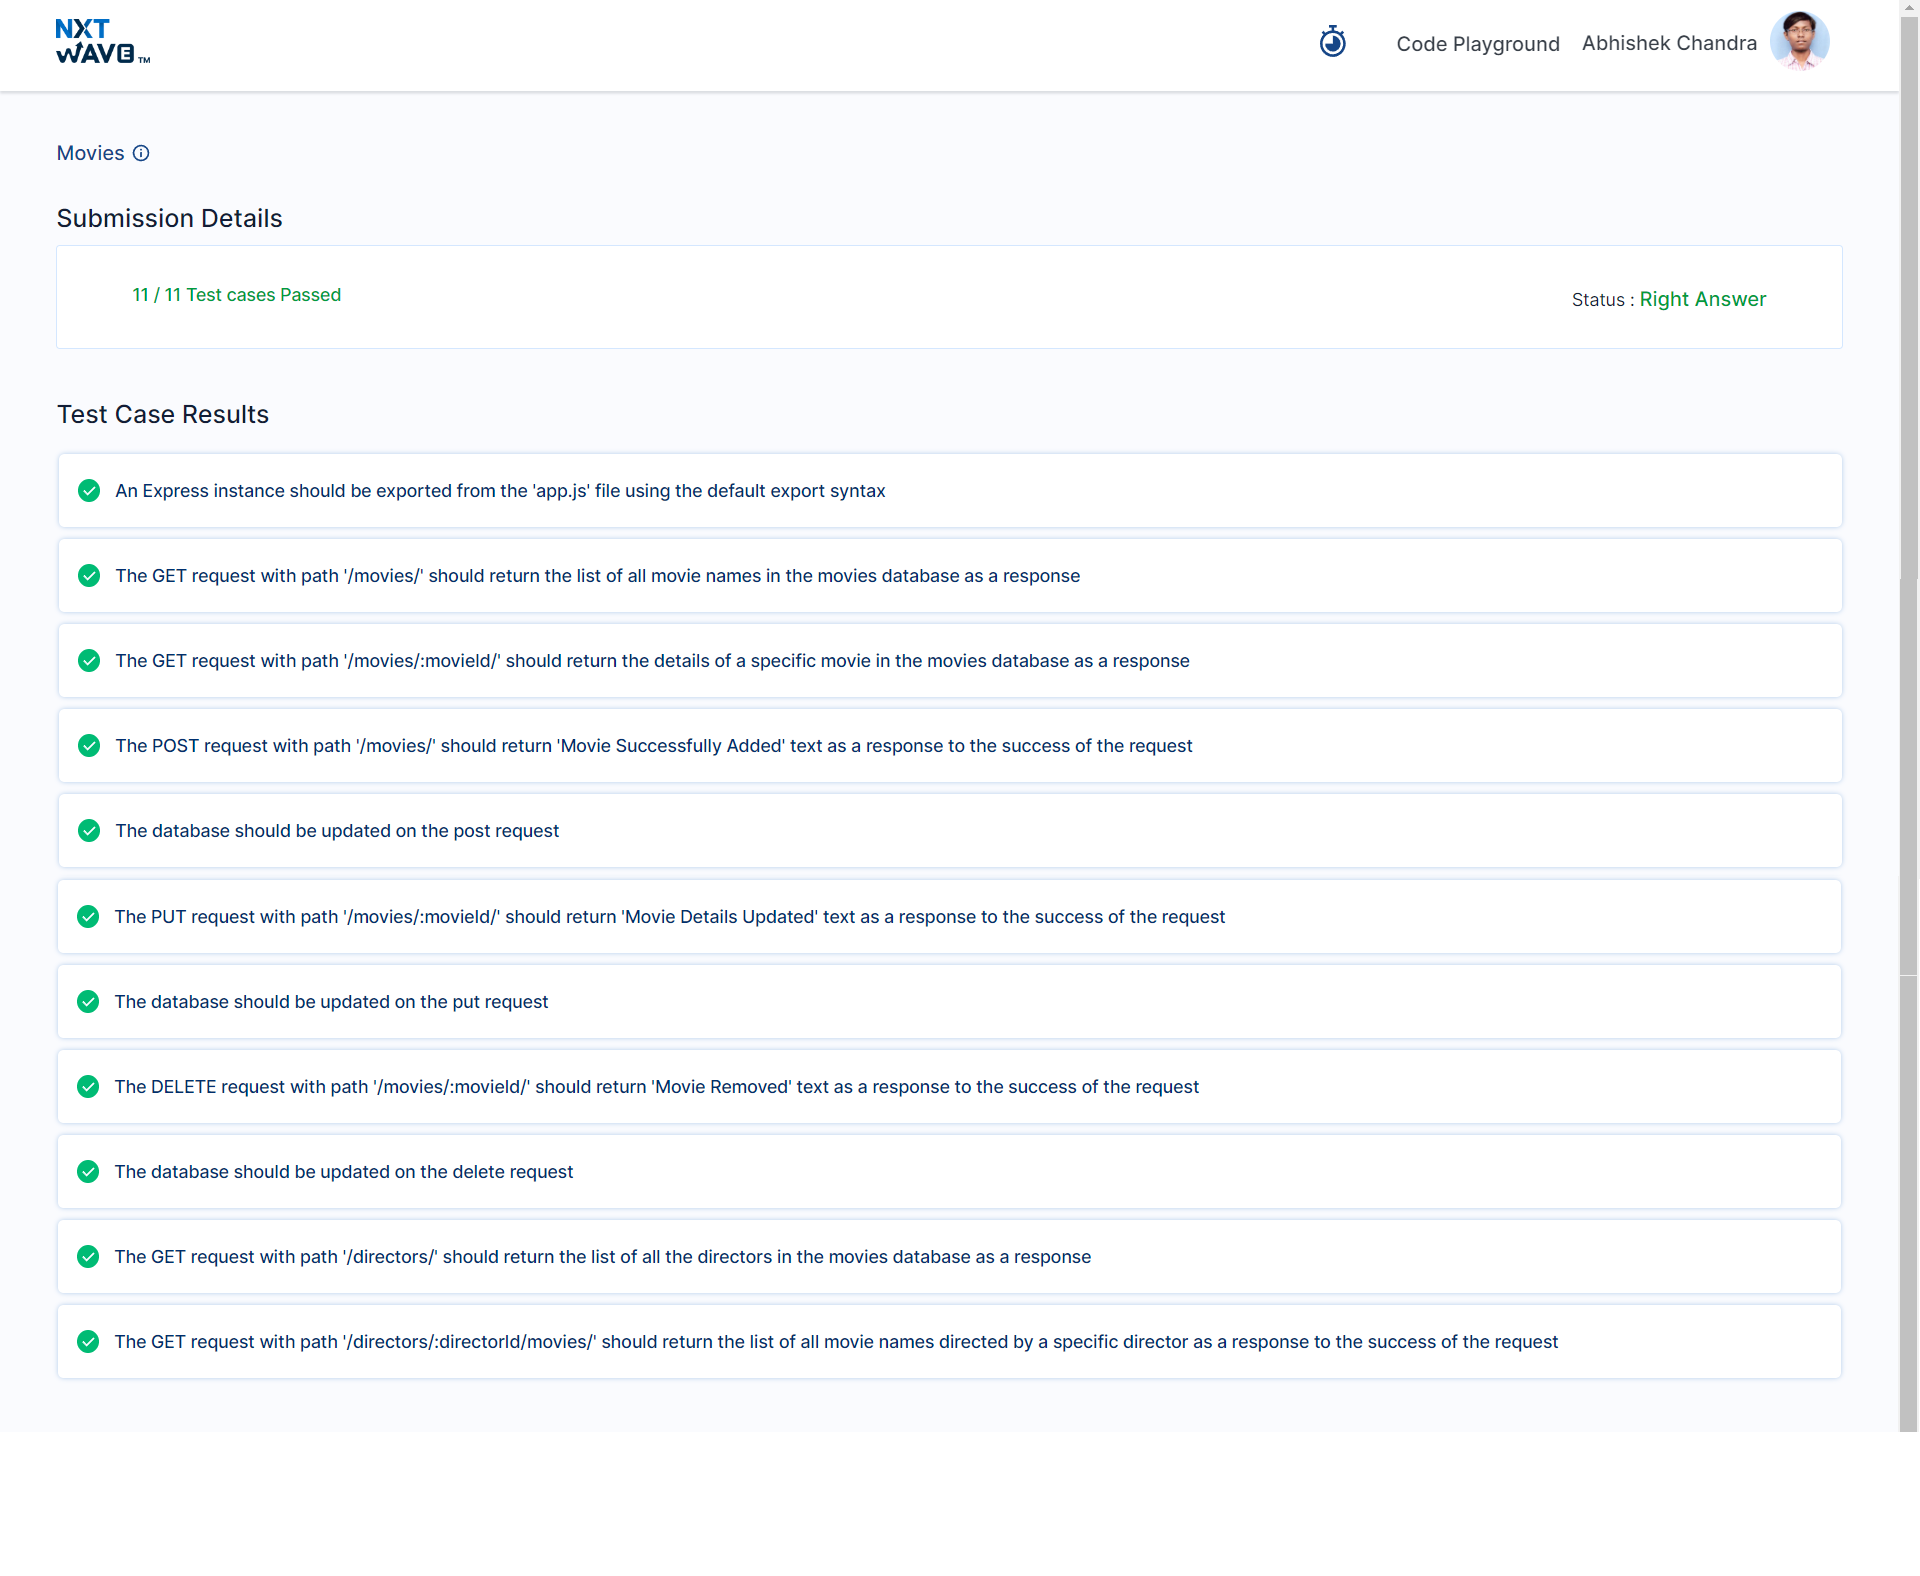 NXT
WAVE TM
Code Playground Abhishek Chandra
Movies
Submission Details
11 / 11 Test cases Passed
Status : Right Answer
Test Case Results
An Express instance should be exported from the 'app.js' file using the default export syntax
The GET request with path '/movies/' should return the list of all movie names in the movies database as a response
The GET request with path '/movies/:movieId/' should return the details of a specific movie in the movies database as a response
The POST request with path '/movies/' should return 'Movie Successfully Added' text as a response to the success of the request
The database should be updated on the post request
The PUT request with path '/movies/:movieId/' should return 'Movie Details Updated' text as a response to the success of the request
The database should be updated on the put request
The DELETE request with path '/movies/:movieId/' should return 'Movie Removed' text as a response to the success of the request
The database should be updated on the delete request
The GET request with path '/directors/' should return the list of all the directors in the movies database as a response
The GET request with path '/directors/:directorId/movies/' should return the list of all movie names directed by a specific director as a response to the success of the request